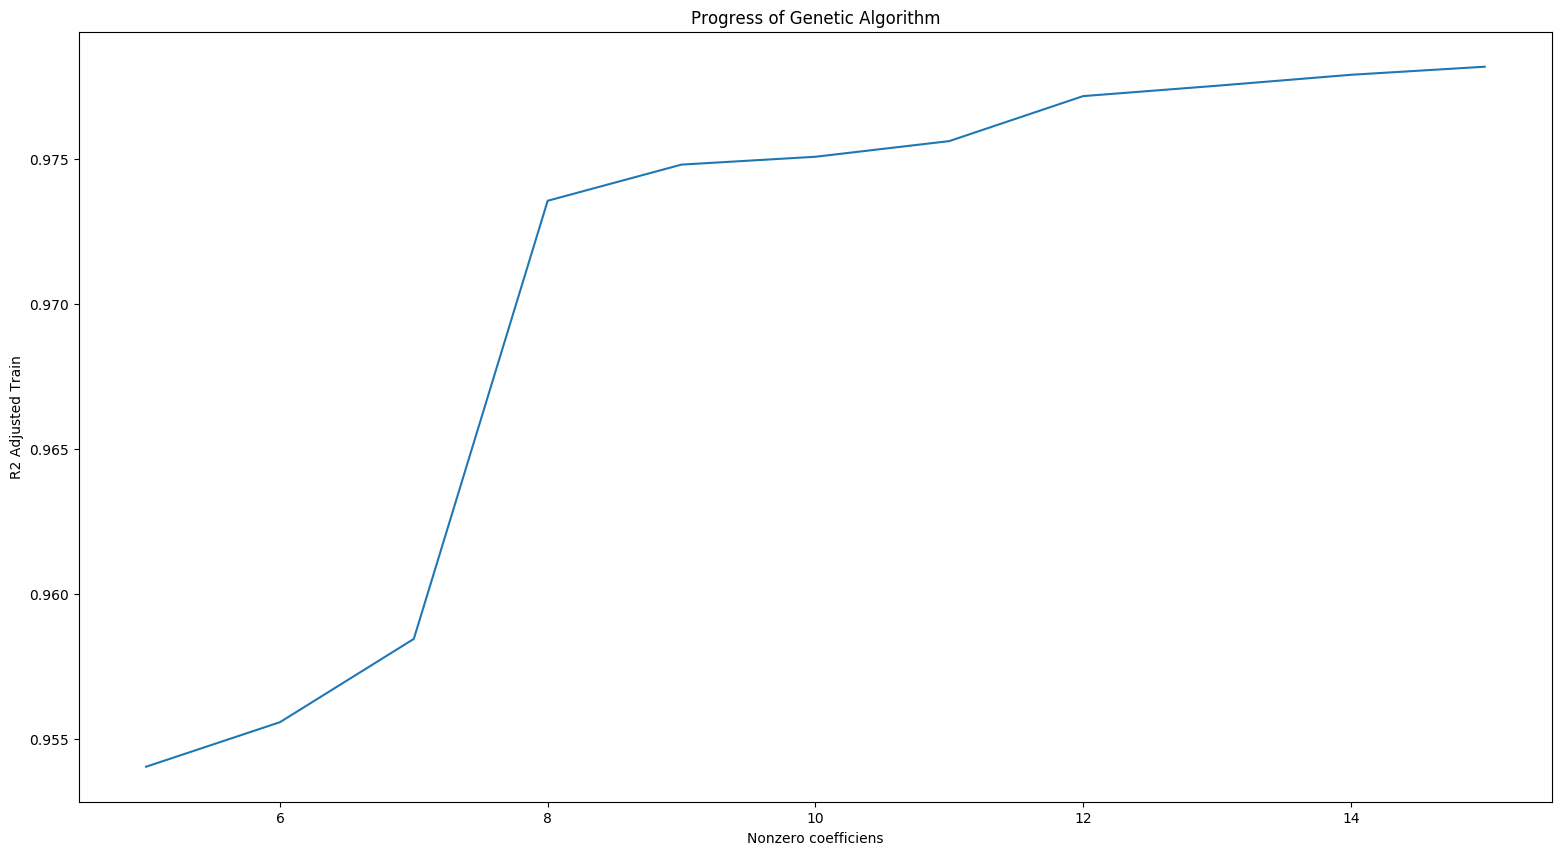 Progress of Genetic Algorithm
R2 Adjusted Train
0.975
0.970
0.965
0.960
0.955
6 8 10 12 14
Nonzero coefficiens